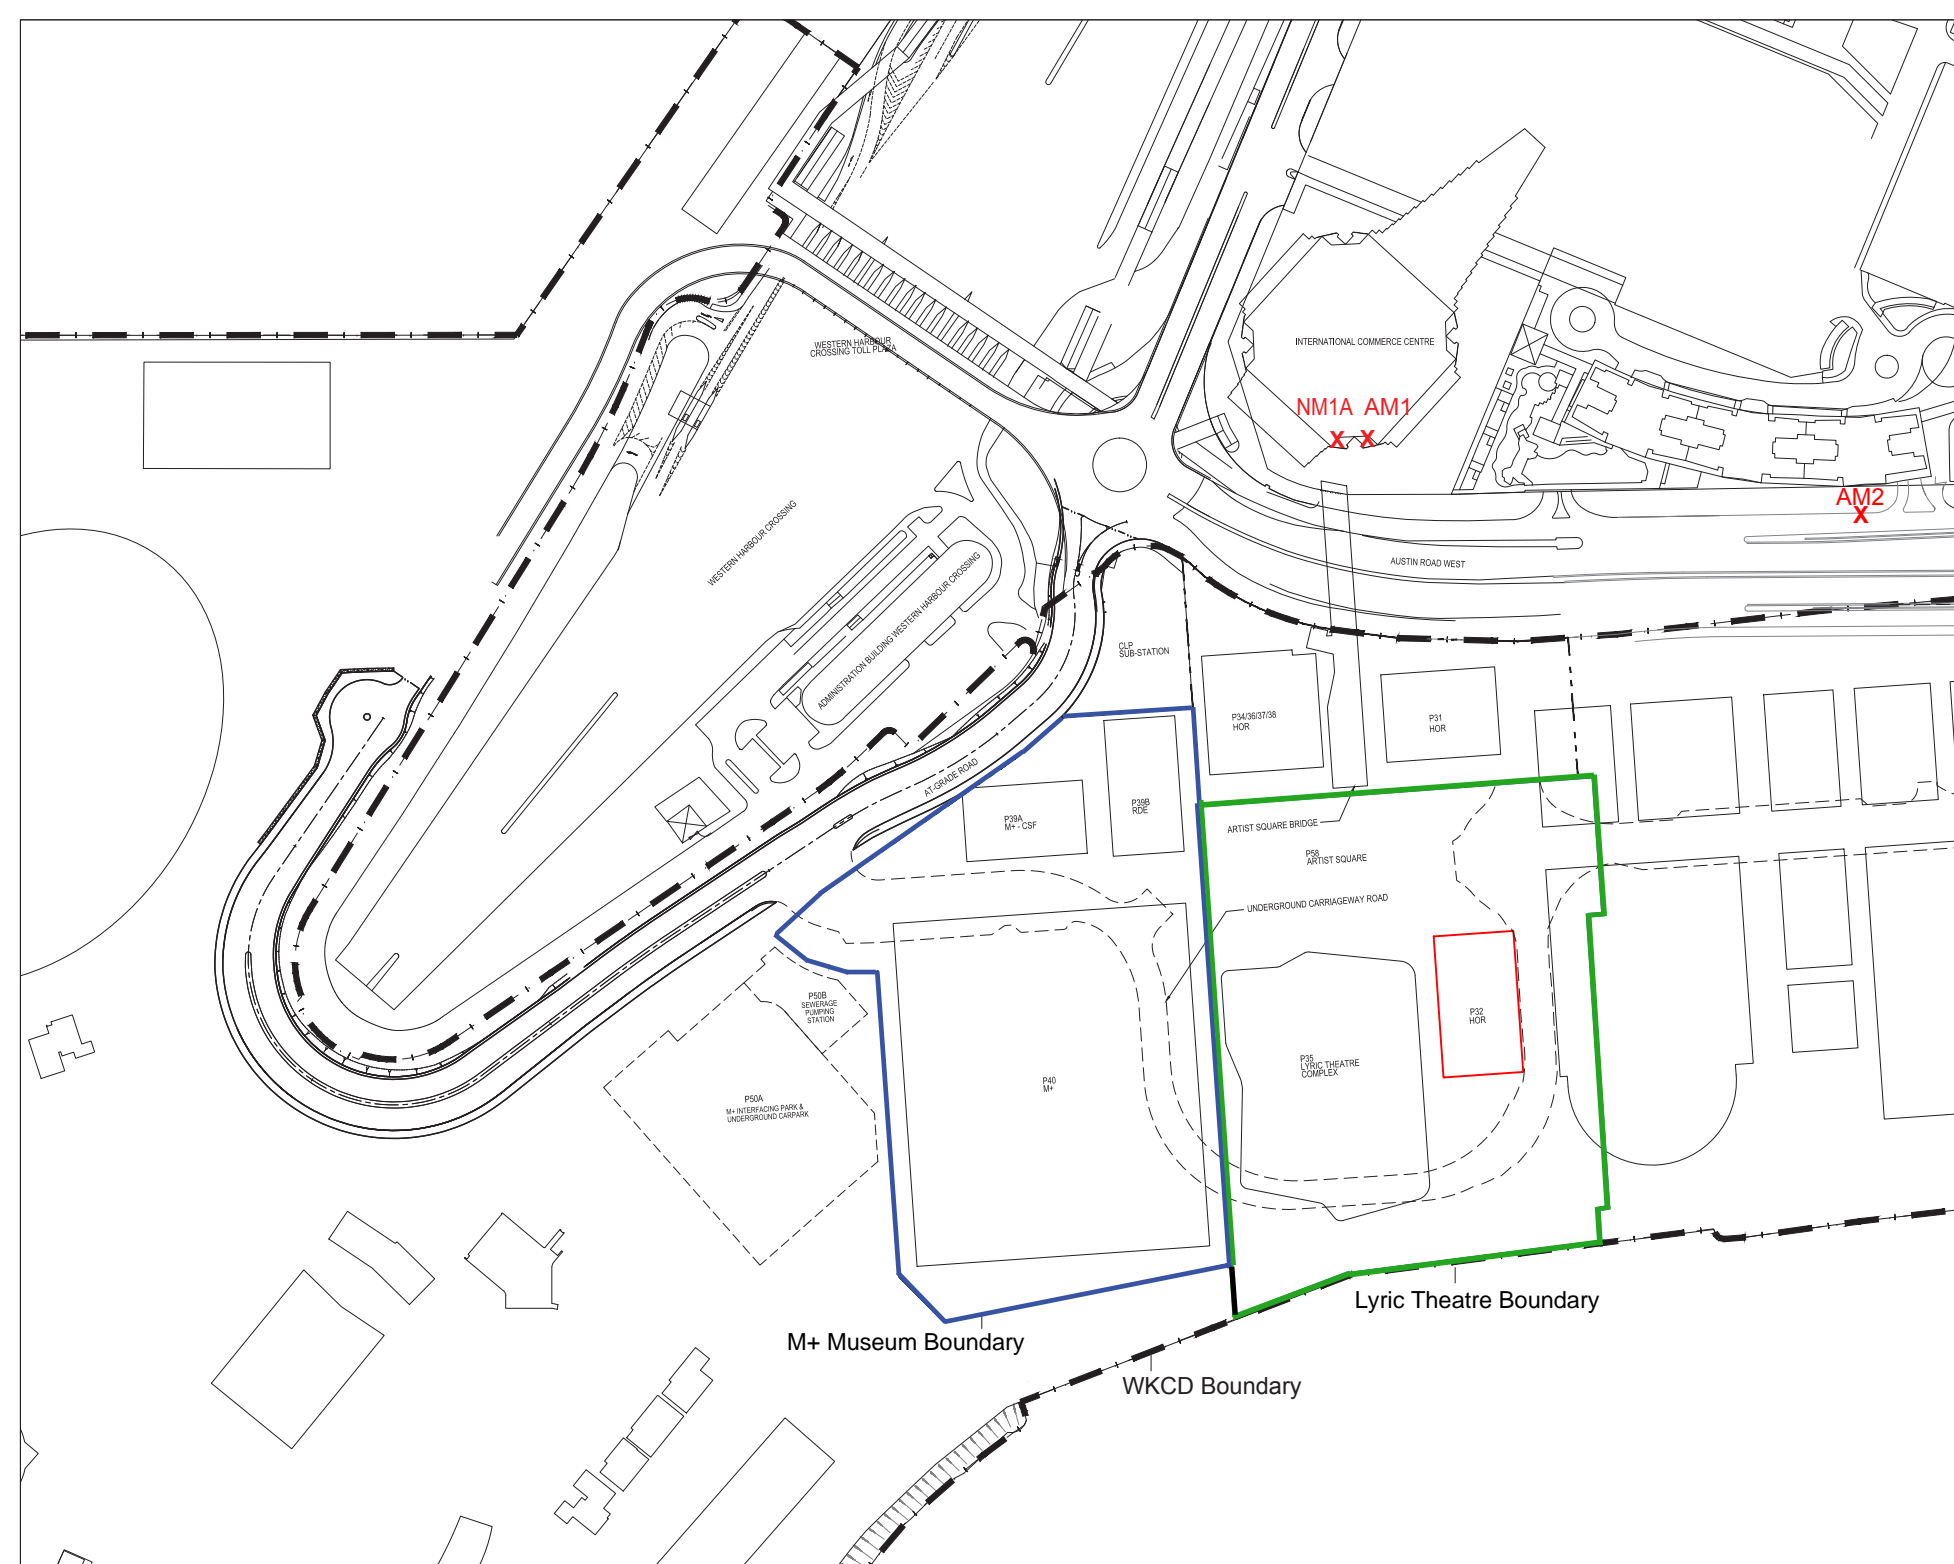 WESTERN HARBOUR
CROSSING TOLL PLAZA
INTERNATIONAL COMMERCE CENTRE
NM1A AM1
X X
AM2
X
WESTERN HARBOUR CROSSING
ADMINISTRATION BUILDING WESTERN HARBOUR CROSSING
AUSTIN ROAD WEST
CLP
SUB-STATION
P34/36/37/38
HOR
P31
HOR
AT-GRADE ROAD
P39A
M+ - CSF
P39B
RDE
ARTIST SQUARE BRIDGE
P58
ARTIST SQUARE
UNDERGROUND CARRIAGEWAY ROAD
P50B
SEWERAGE
PUMPING
STATION
P32
HOR
P35
LYRIC THEATRE
COMPLEX
P40
M+
P50A
M+ INTERFACING PARK &
UNDERGROUND CARPARK
Lyric Theatre Boundary
M+ Museum Boundary
WKCD Boundary